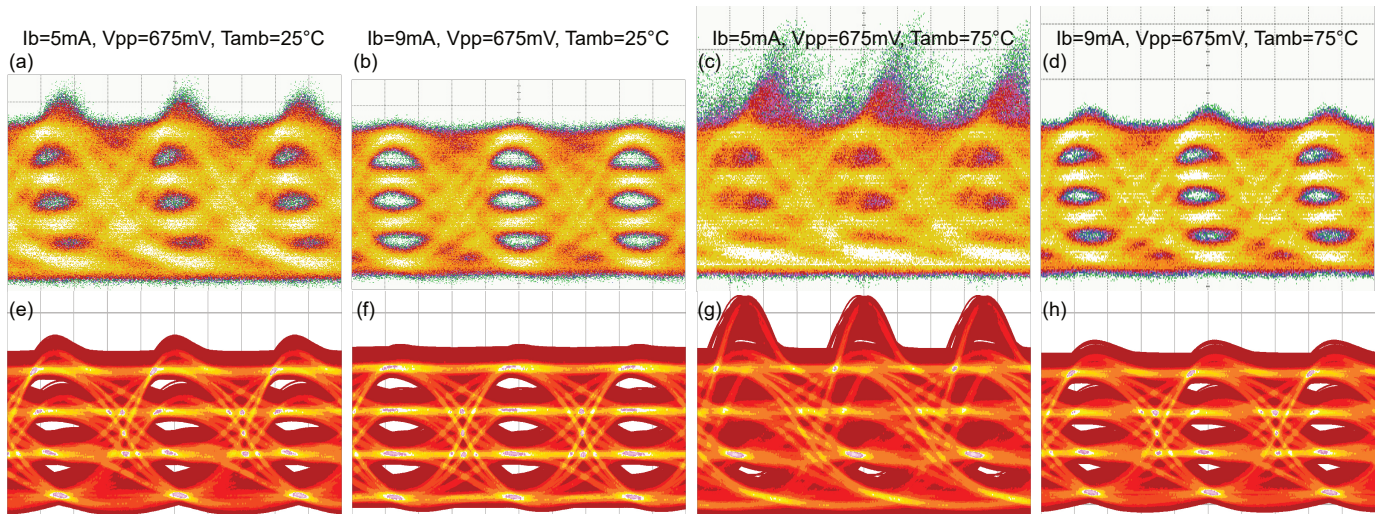 Ib=5mA, Vpp=675mV, Tamb=25°C
Ib=9mA, Vpp=675mV, Tamb=25°C
Ib=5mA, Vpp=675mV, Tamb=75°C
Ib=9mA, Vpp=675mV, Tamb=75°C
(a)
(b)
(c)
(d)
(e)
(f)
(g)
(h)